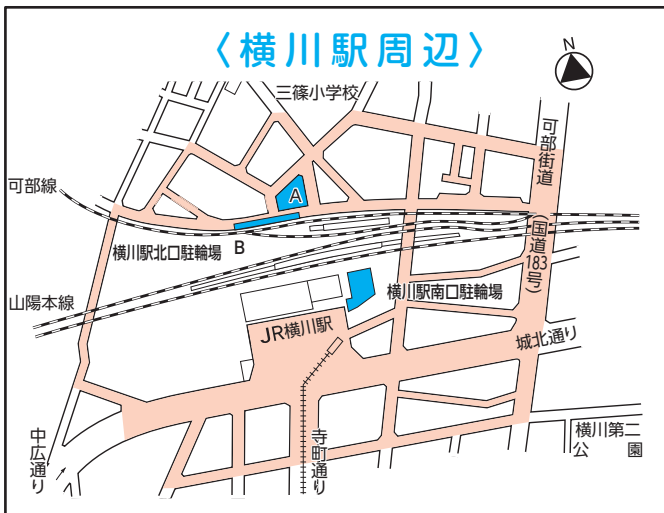 〈横川駅周辺〉
N
三篠小学校
可部街道
(国道183号)
可部線
A
B
横川駅北口駐輪場
横川駅南口駐輪場
山陽本線
JR横川駅
城北通り
中広通り
寺町通り
横川第二
公園